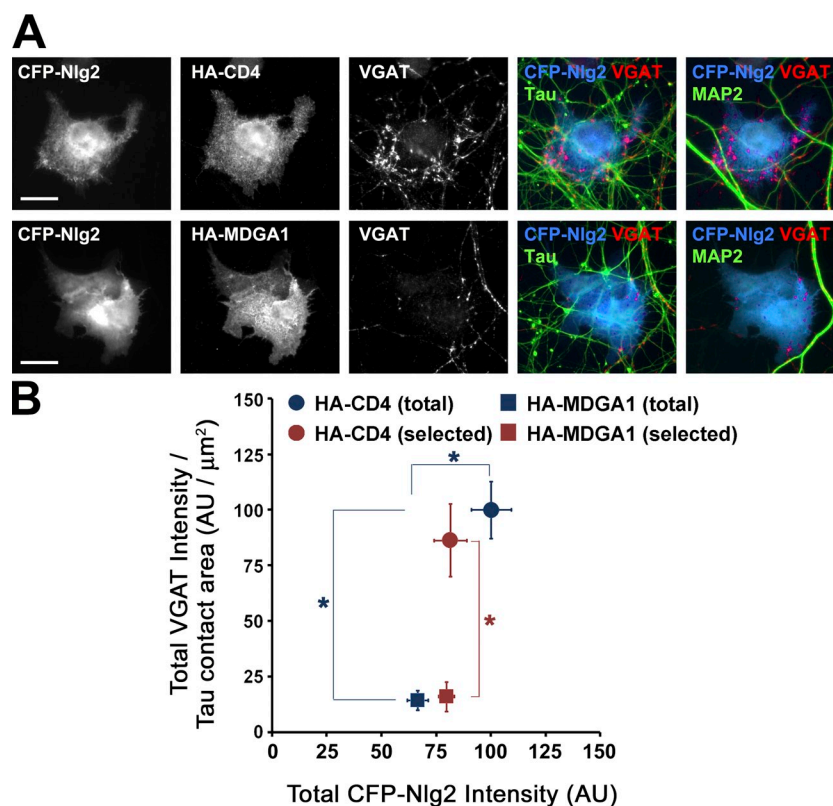 A
CFP-Nlg2 HA-CD4 VGAT CFP-Nlg2 VGAT CFP-Nlg2 VGAT
Tau MAP2
CFP-Nlg2 HA-MDGA1 VGAT CFP-Nlg2 VGAT CFP-Nlg2 VGAT
Tau MAP2
B
HA-CD4 (total) HA-MDGA1 (total)
HA-CD4 (selected) HA-MDGA1 (selected)
Total VGAT Intensity /
Tau contact area (AU / μm²)
150
125
100
75
50
25
0
*
*
*
0 25 50 75 100 125 150
Total CFP-Nlg2 Intensity (AU)